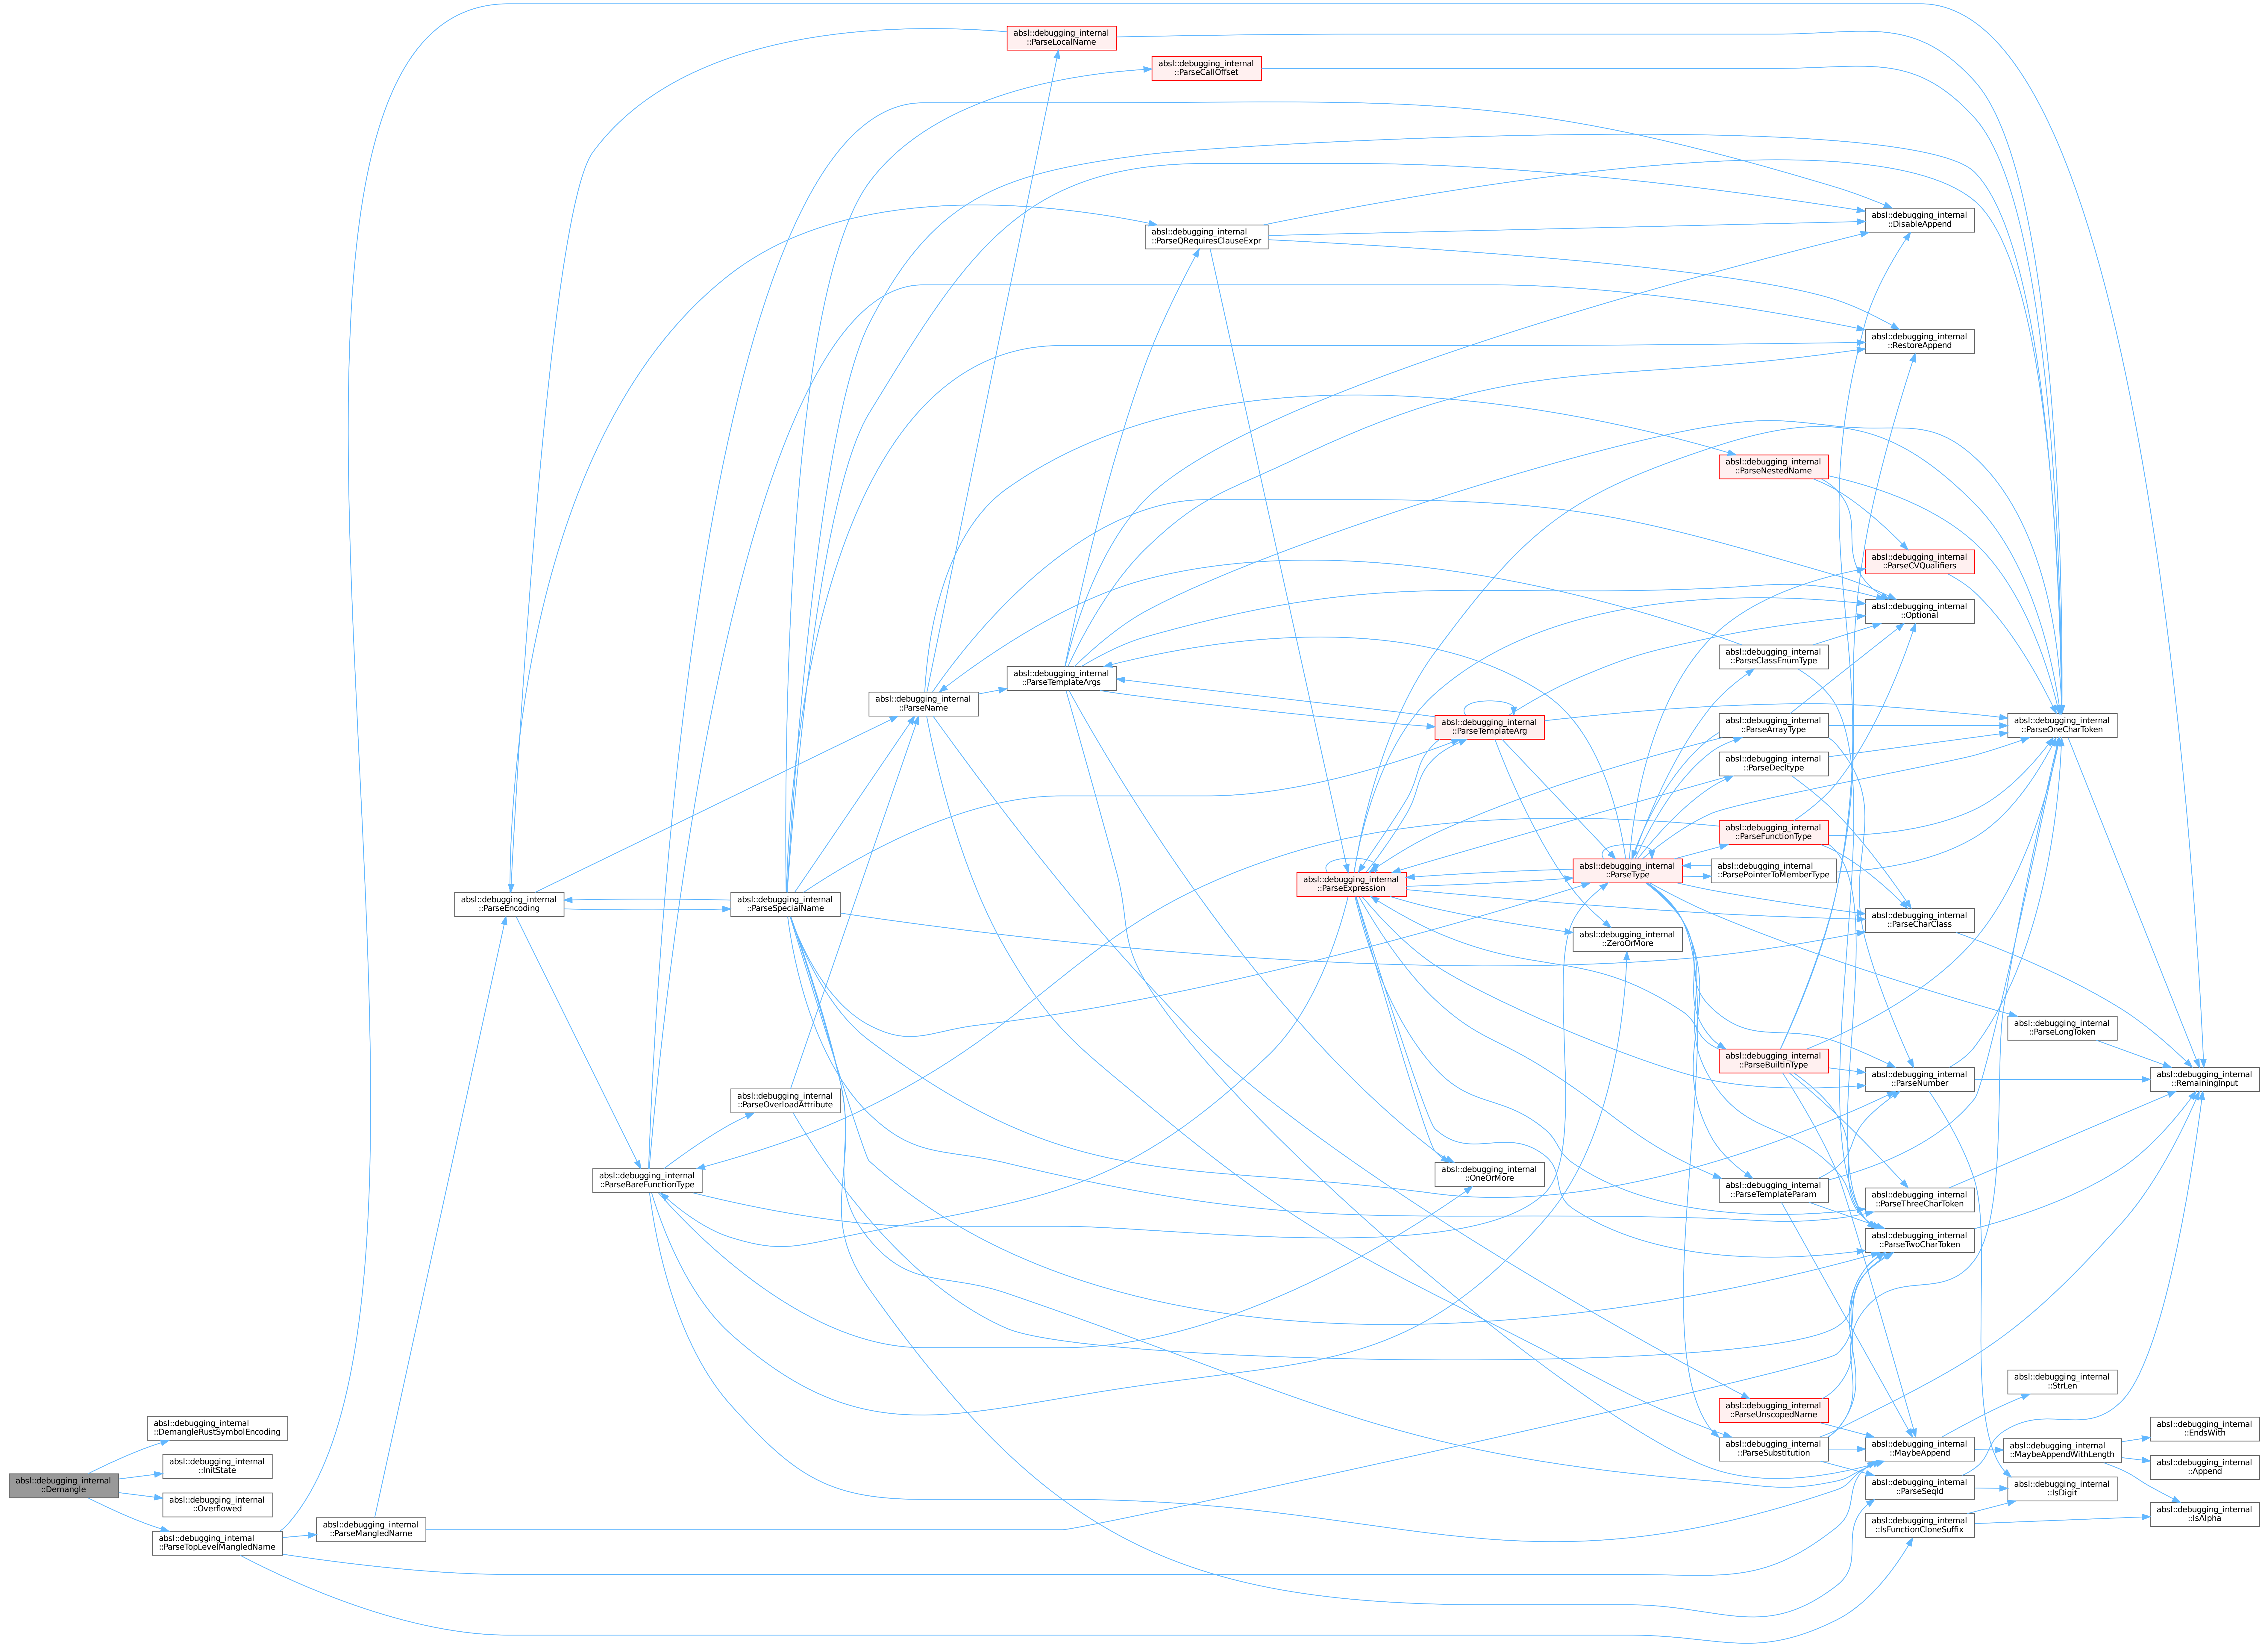 absl::debugging_internal
::ParseLocalName
absl::debugging_internal
::ParseCallOffset
absl::debugging_internal
::ParseQRequiresClauseExpr
absl::debugging_internal
::DisableAppend
absl::debugging_internal
::RestoreAppend
absl::debugging_internal
::ParseNestedName
absl::debugging_internal
::ParseCVQualifiers
absl::debugging_internal
::Optional
absl::debugging_internal
::ParseClassEnumType
absl::debugging_internal
::ParseTemplateArgs
absl::debugging_internal
::ParseName
absl::debugging_internal
::ParseTemplateArg
absl::debugging_internal
::ParseArrayType
absl::debugging_internal
::ParseOneCharToken
absl::debugging_internal
::ParseDecltype
absl::debugging_internal
::ParseFunctionType
absl::debugging_internal
::ParseExpression
absl::debugging_internal
::ParseType
absl::debugging_internal
::ParsePointerToMemberType
absl::debugging_internal
::ParseEncoding
absl::debugging_internal
::ParseSpecialName
absl::debugging_internal
::ParseCharClass
absl::debugging_internal
::ZeroOrMore
absl::debugging_internal
::ParseLongToken
absl::debugging_internal
::ParseBuiltinType
absl::debugging_internal
::ParseNumber
absl::debugging_internal
::RemainingInput
absl::debugging_internal
::ParseOverloadAttribute
absl::debugging_internal
::ParseBareFunctionType
absl::debugging_internal
::OneOrMore
absl::debugging_internal
::ParseTemplateParam
absl::debugging_internal
::ParseThreeCharToken
absl::debugging_internal
::ParseTwoCharToken
absl::debugging_internal
::StrLen
absl::debugging_internal
::ParseUnscopedName
absl::debugging_internal
::DemangleRustSymbolEncoding
absl::debugging_internal
::EndsWith
absl::debugging_internal
::ParseSubstitution
absl::debugging_internal
::MaybeAppend
absl::debugging_internal
::MaybeAppendWithLength
absl::debugging_internal
::InitState
absl::debugging_internal
::Append
absl::debugging_internal
::Demangle
absl::debugging_internal
::ParseSeqId
absl::debugging_internal
::IsDigit
absl::debugging_internal
::Overflowed
absl::debugging_internal
::IsAlpha
absl::debugging_internal
::ParseMangledName
absl::debugging_internal
::IsFunctionCloneSuffix
absl::debugging_internal
::ParseTopLevelMangledName